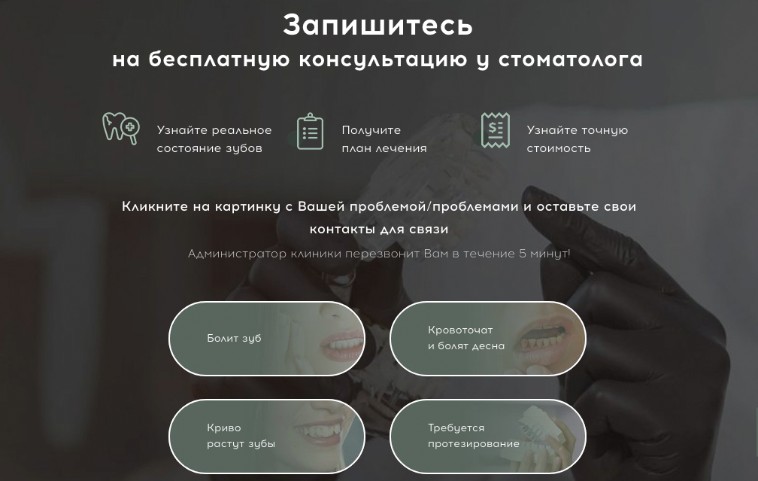 Запишитесь
на бесплатную консультацию у стоматолога
Узнайте реальное
состояние зубов
Получите
план лечения
$
Узнайте точную
стоимость
Кликните на картинку с Вашей проблемой/проблемами и оставьте свои
контакты для связи
Администратор клиники перезвонит Вам в течение 5 минут!
Болит зуб
Кровоточат
и болят десна
Криво
растут зубы
Требуется
протезирование